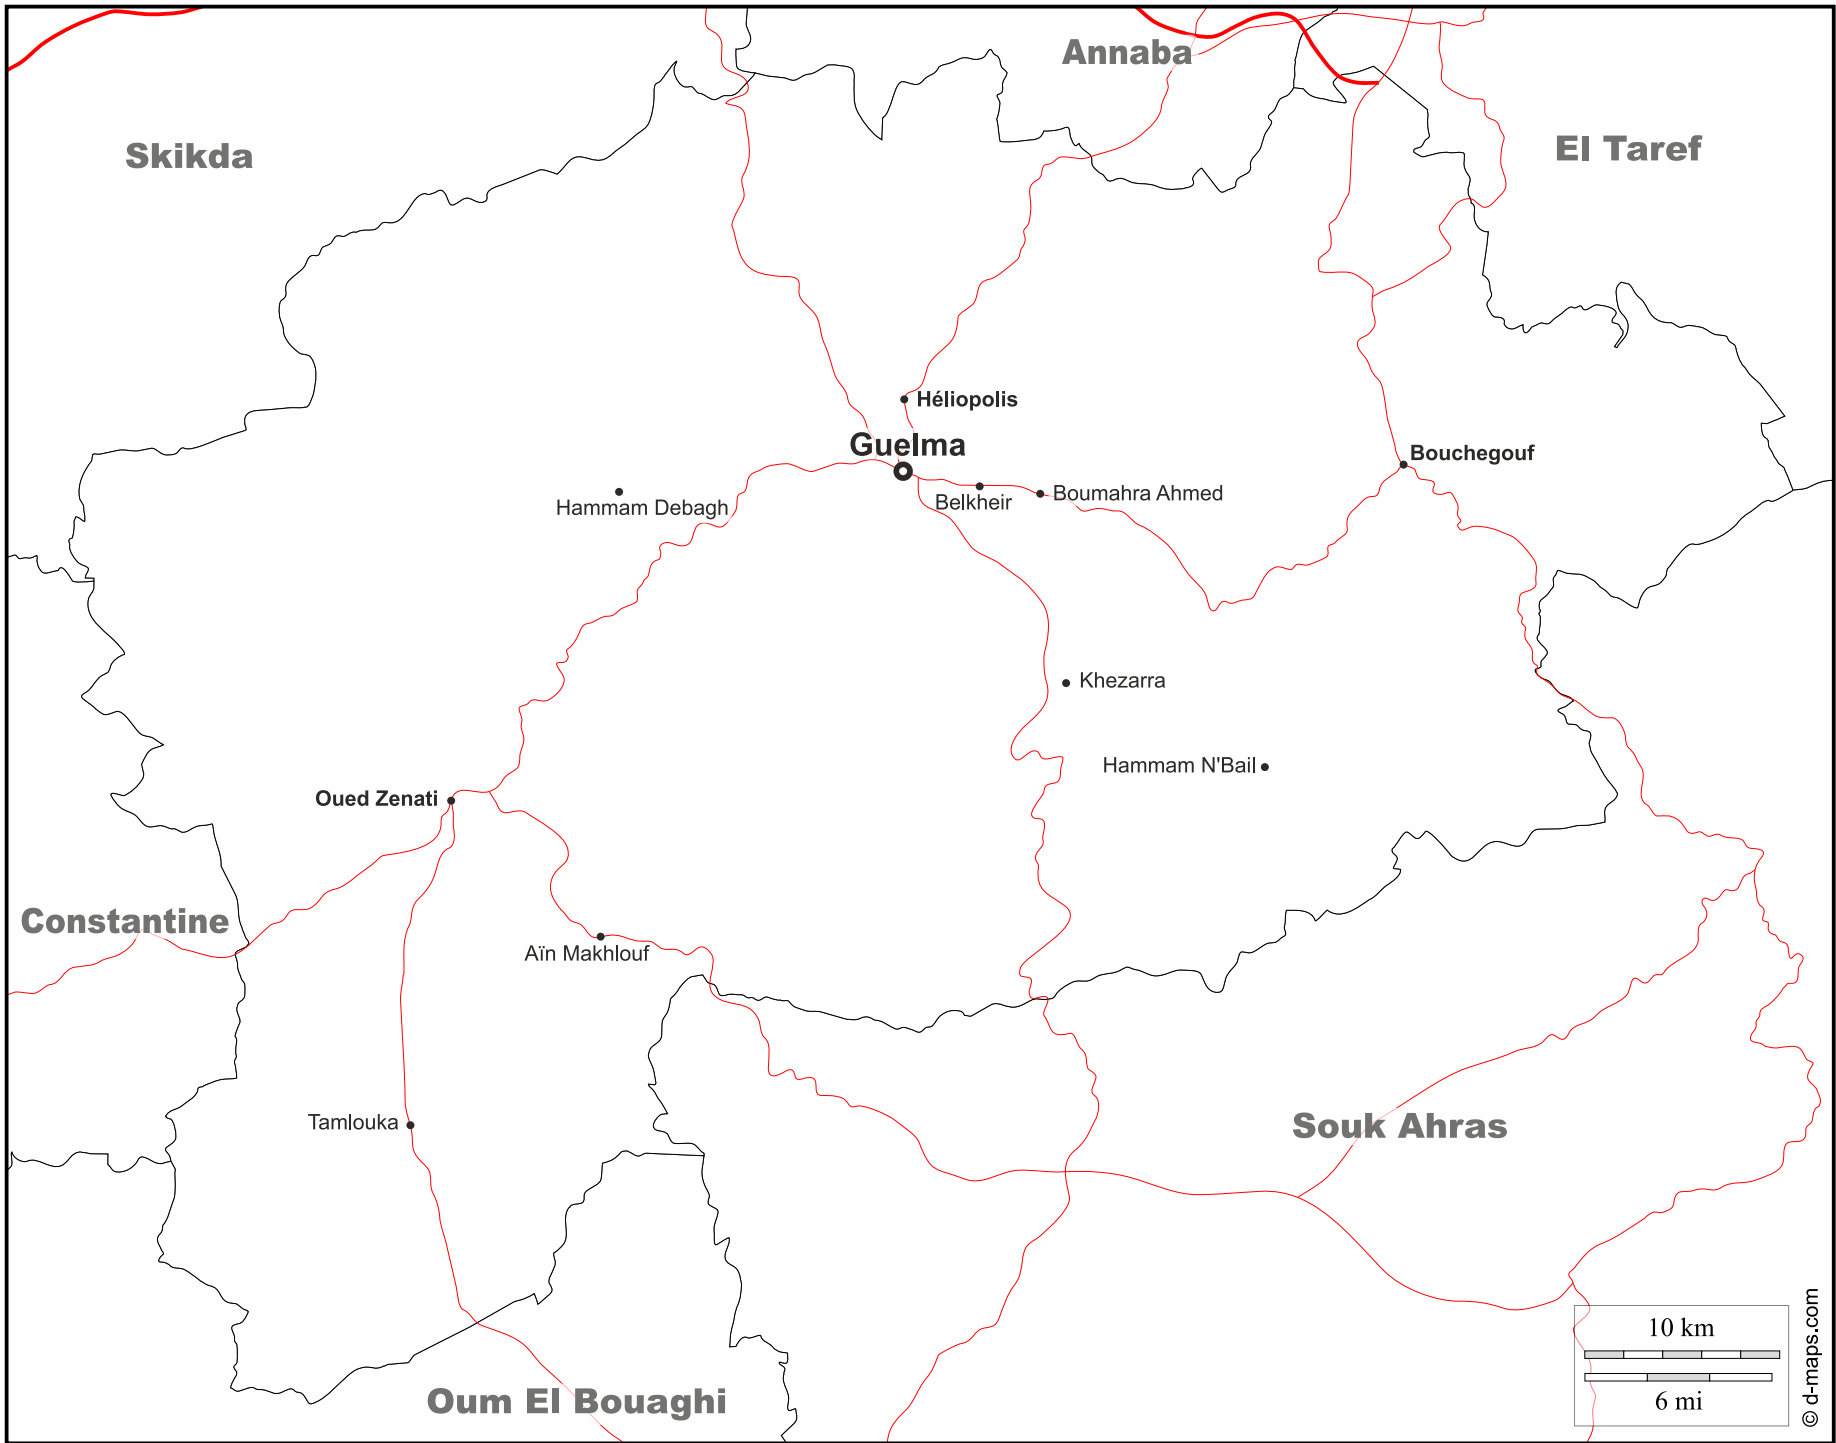 Annaba
Skikda
El Taref
Héliopolis
Guelma
Bouchegouf
Hammam Debagh
Belkheir
Boumahra Ahmed
Khezarra
Hammam N'Bail
Oued Zenati
Constantine
Aïn Makhlouf
Tamlouka
Souk Ahras
Oum El Bouaghi
10 km
6 mi
© d-maps.com